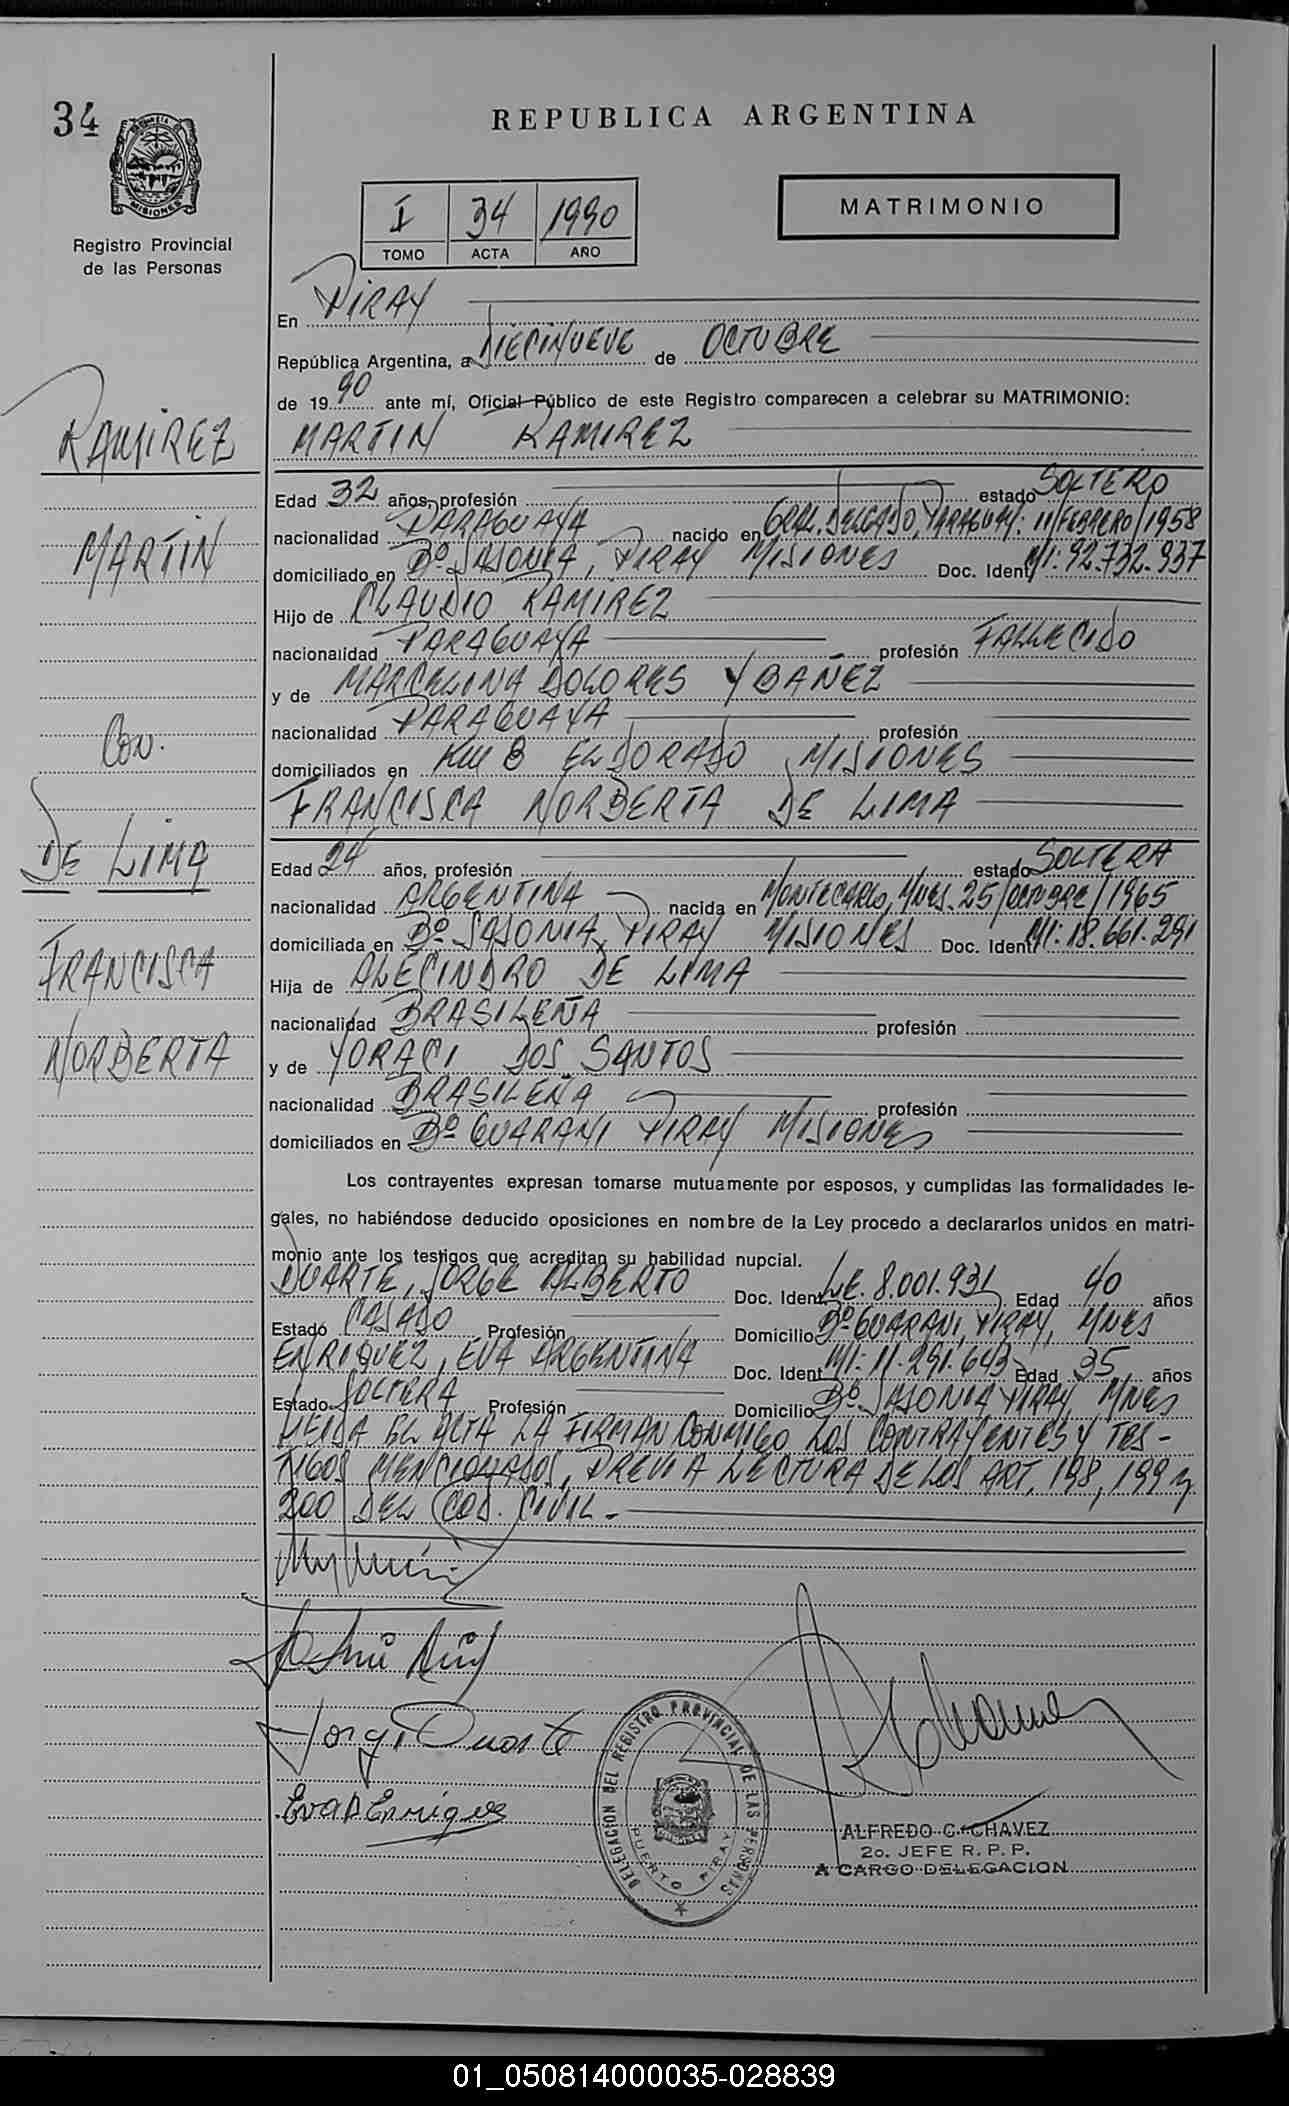 34
MISIONES
Registro Provincial
de las Personas
REPUBLICA ARGENTINA
I 34 1990
TOMO ACTA AÑO
MATRIMONIO
RAMIREZ
MARTIN
Con.
DE LIMA
FRANCISCA
NORBERTA
En PIRAY
República Argentina, a DIECINUEVE de OCTUBRE
de 1990 ante mí, Oficial Público de este Registro comparecen a celebrar su MATRIMONIO:
MARTIN RAMIREZ
Edad 32 años, profesión estado SOLTERO
nacionalidad PARAGUAYA nacido en GRAL. DELGADO, PARAGUAY: 11/FEBRERO/1958
domiciliado en Bº SASONIA, PIRAY MISIONES Doc. Ident MI: 92.732.937
Hijo de CLAUDIO RAMIREZ
nacionalidad PARAGUAYA profesión FALLECIDO
y de MARCELINA DOLORES YBAÑEZ
nacionalidad PARAGUAYA profesión
domiciliados en KM 8 ELDORADO MISIONES
FRANCISCA NORBERTA DE LIMA
Edad 24 años, profesión estado SOLTERA
nacionalidad ARGENTINA nacida en MONTECARLO, MNES. 25/OCTUBRE/1965
domiciliada en Bº SASONIA, PIRAY MISIONES Doc. Ident MI: 18.661.291
Hija de ALECINDRO DE LIMA
nacionalidad BRASILEÑA profesión
y de YORACI DOS SANTOS
nacionalidad BRASILEÑA profesión
domiciliados en Bº GUARANI PIRAY MISIONES
Los contrayentes expresan tomarse mutuamente por esposos, y cumplidas las formalidades le-
gales, no habiéndose deducido oposiciones en nombre de la Ley procedo a declararlos unidos en matri-
monio ante los testigos que acreditan su habilidad nupcial.
DUARTE, JORGE ALBERTO Doc. Ident LE. 8.001.931 Edad 40 años
Estado CASADO Profesión Domicilio Bº GUARANI, PIRAY, MNES
ENRIQUEZ, EVA ARGENTINA Doc. Ident MI: 11.291.643 Edad 35 años
Estado SOLTERA Profesión Domicilio Bº SASONIA PIRAY, MNES
LEIDA EL ACTA LA FIRMAN CONMIGO LOS CONTRAYENTES Y TES-
TIGOS MENCIONADOS, PREVIA LECTURA DE LOS ART. 198, 199 y
200 DEL COD. CIVIL.-
Jorge Duarte
Eva A Enriquez
DELEGACION DEL REGISTRO PROVINCIAL DE LAS PERSONAS
PUERTO PIRAY
ALFREDO C. CHAVEZ
2o. JEFE R. P. P.
A CARGO DELEGACION
01_050814000035-028839